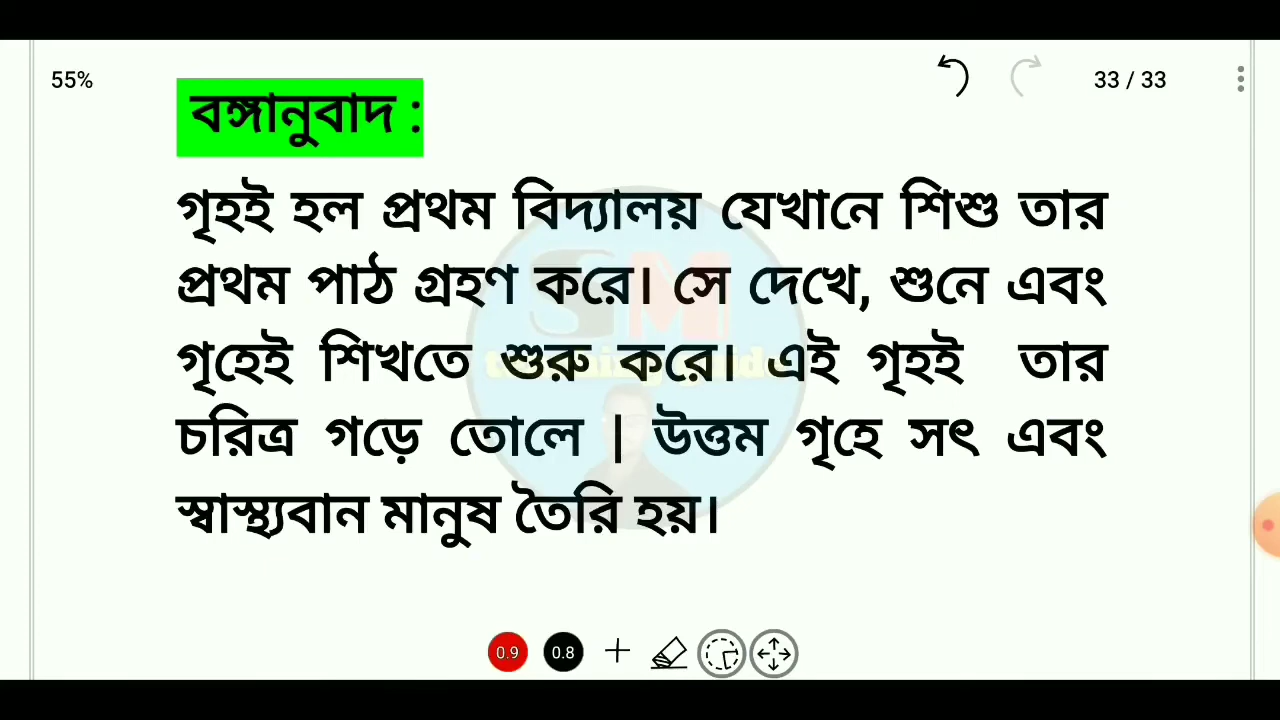 55%
33 / 33
বঙ্গানুবাদ :
গৃহই হল প্রথম বিদ্যালয় যেখানে শিশু তার
প্রথম পাঠ গ্রহণ করে। সে দেখে, শুনে এবং
গৃহেই শিখতে শুরু করে। এই গৃহই তার
চরিত্র গড়ে তোলে | উত্তম গৃহে সৎ এবং
স্বাস্থ্যবান মানুষ তৈরি হয়।
SM
0.9 0.8